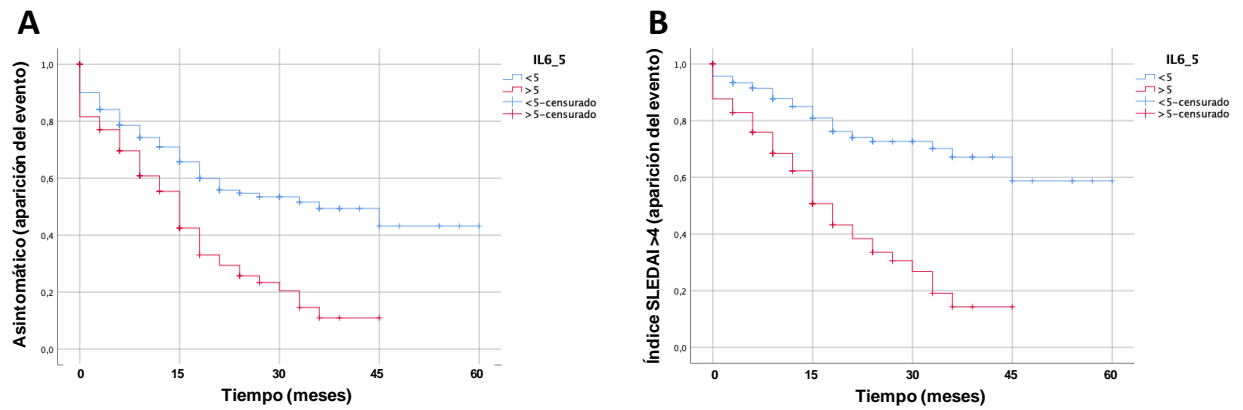 A
Asintomático (aparición del evento)
1,0
0,8
0,6
0,4
0,2
0,0
0
15
30
45
60
Tiempo (meses)
IL6_5
<5
>5
<5-censurado
>5-censurado
B
Índice SLEDAI >4 (aparición del evento)
1,0
0,8
0,6
0,4
0,2
0,0
0
15
30
45
60
Tiempo (meses)
IL6_5
<5
>5
<5-censurado
>5-censurado